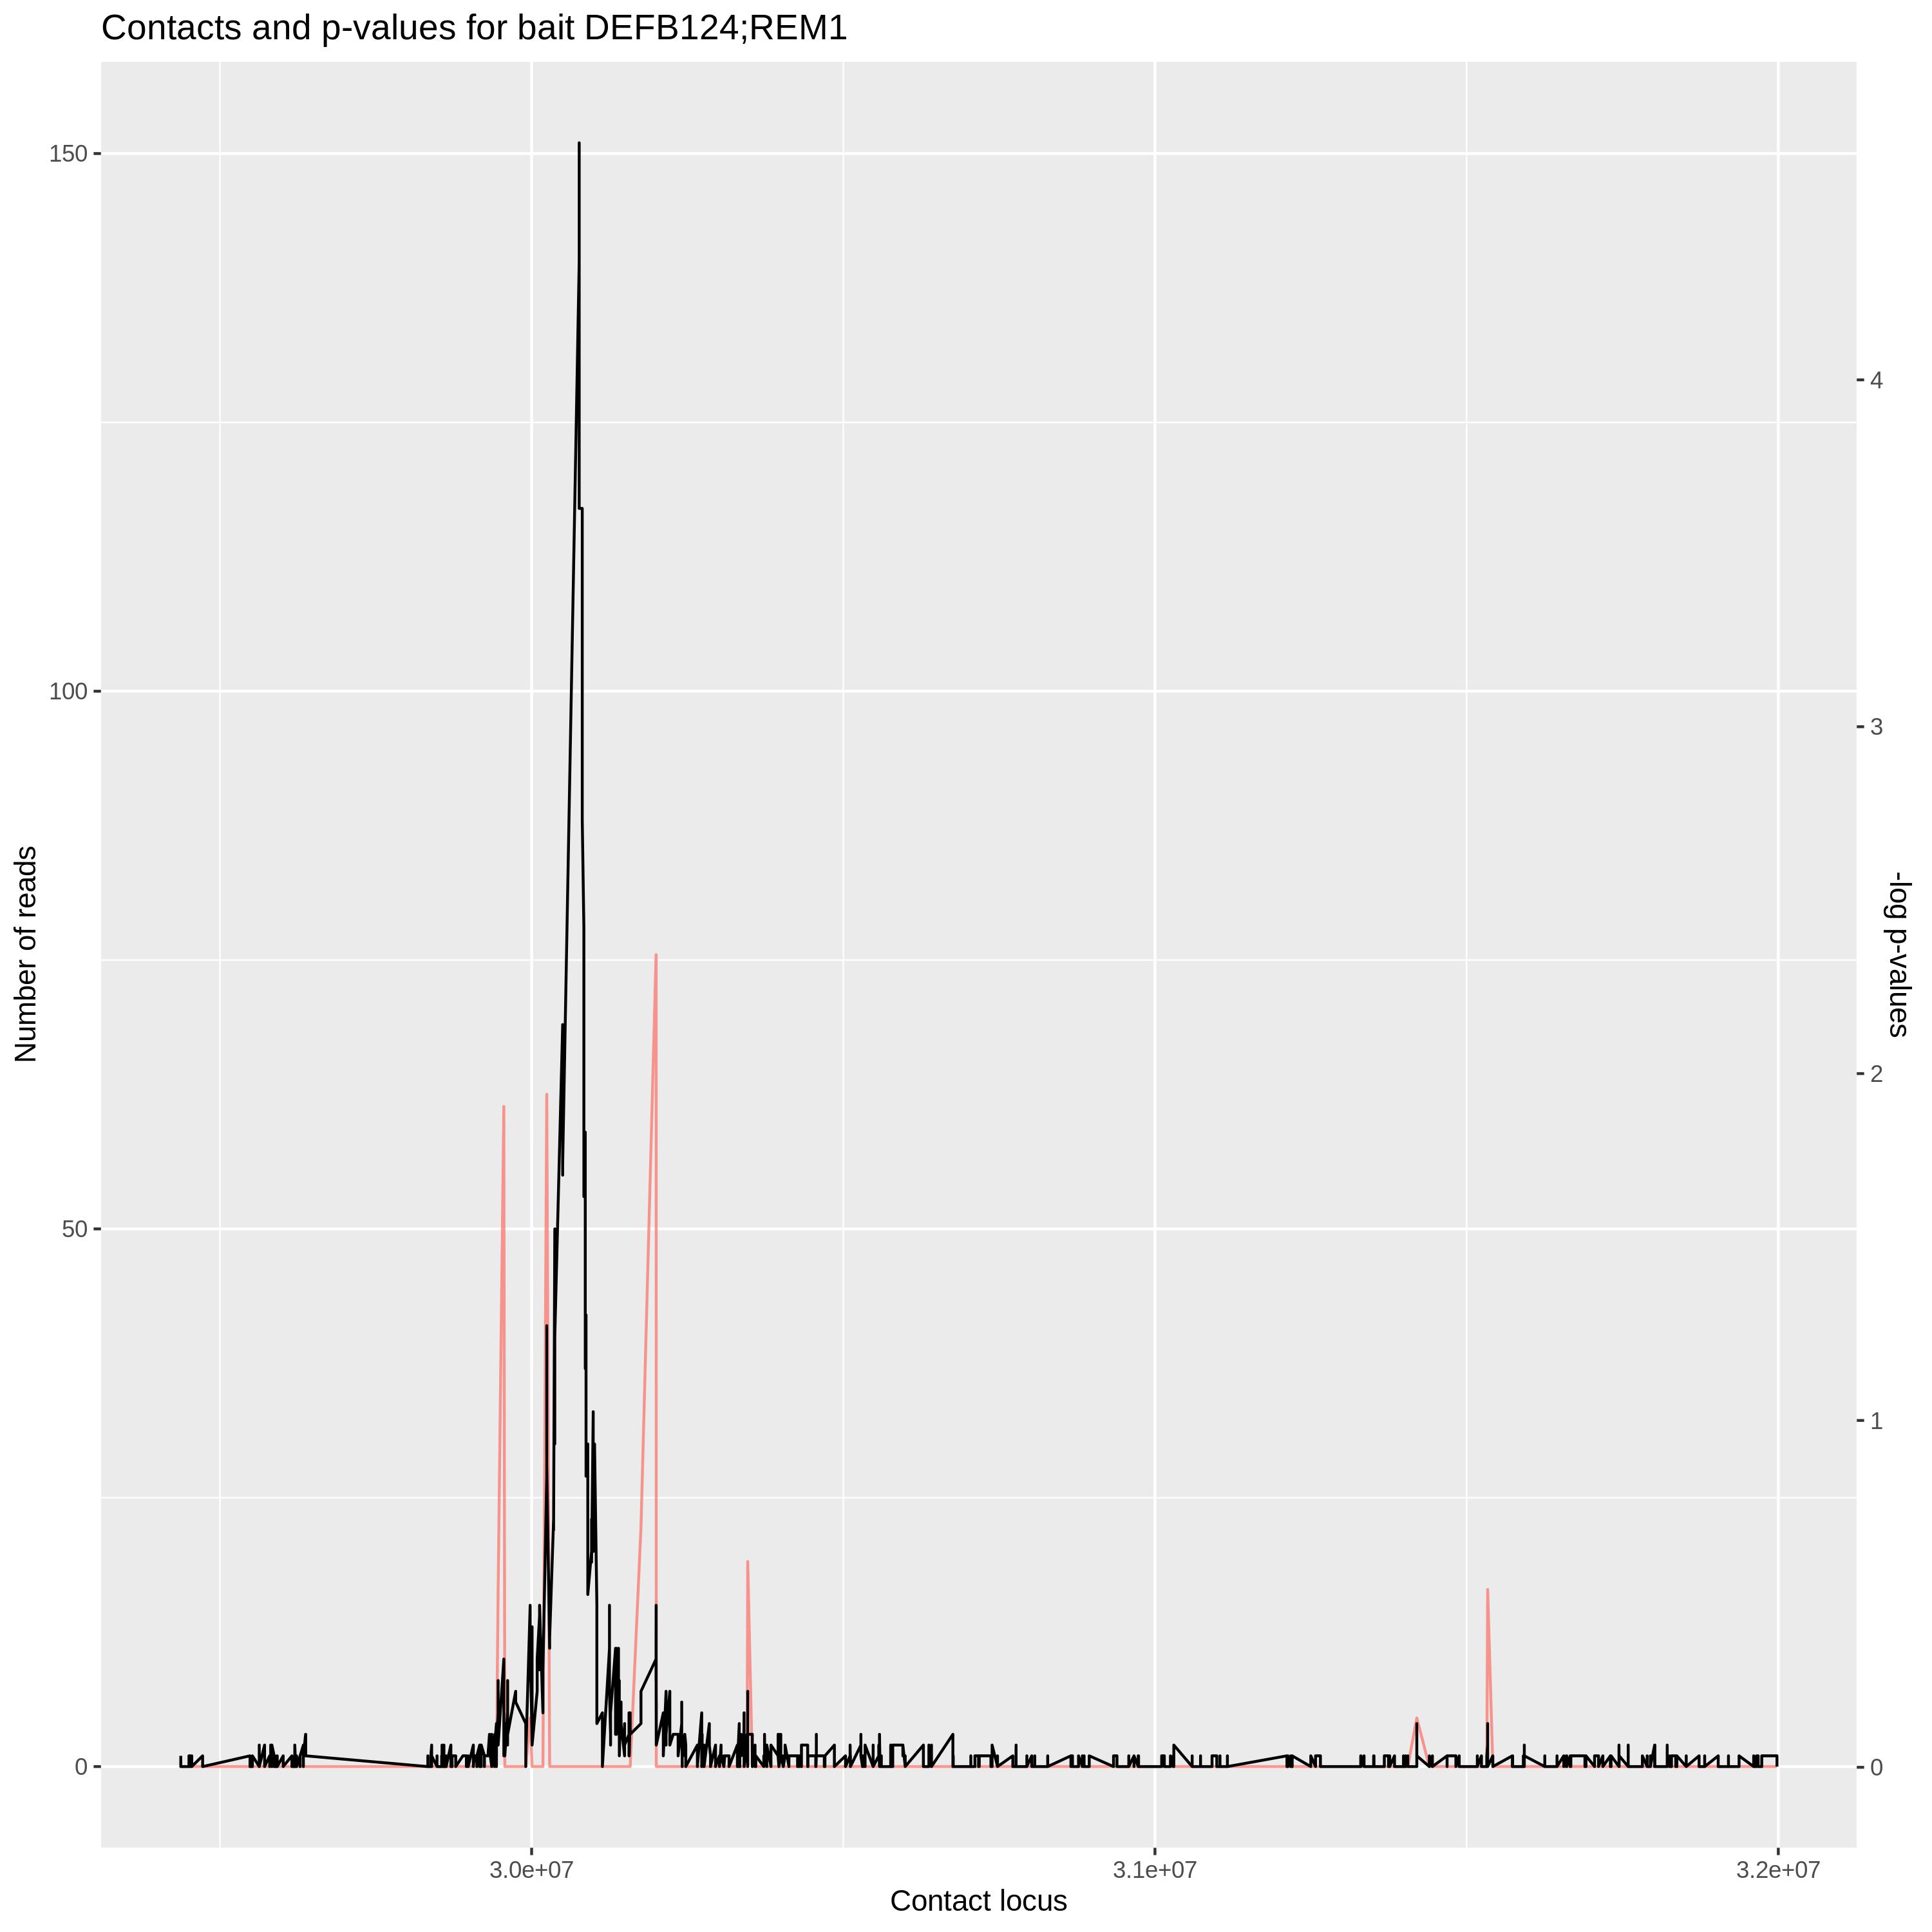 Contacts and p-values for bait DEFB124;REM1
150
100
50
0
Number of reads
4
3
2
1
0
-log p-values
3.0e+07
3.1e+07
3.2e+07
Contact locus